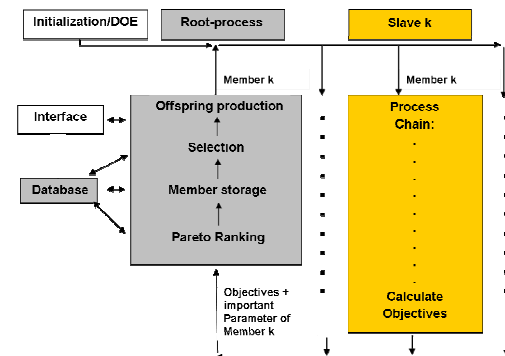 Initialization/DOE
Root-process
Slave k
Member k
Member k
Offspring production
Process
Chain:
Interface
Selection
Database
Member storage
Pareto Ranking
Objectives +
important
Parameter of
Member k
Calculate
Objectives